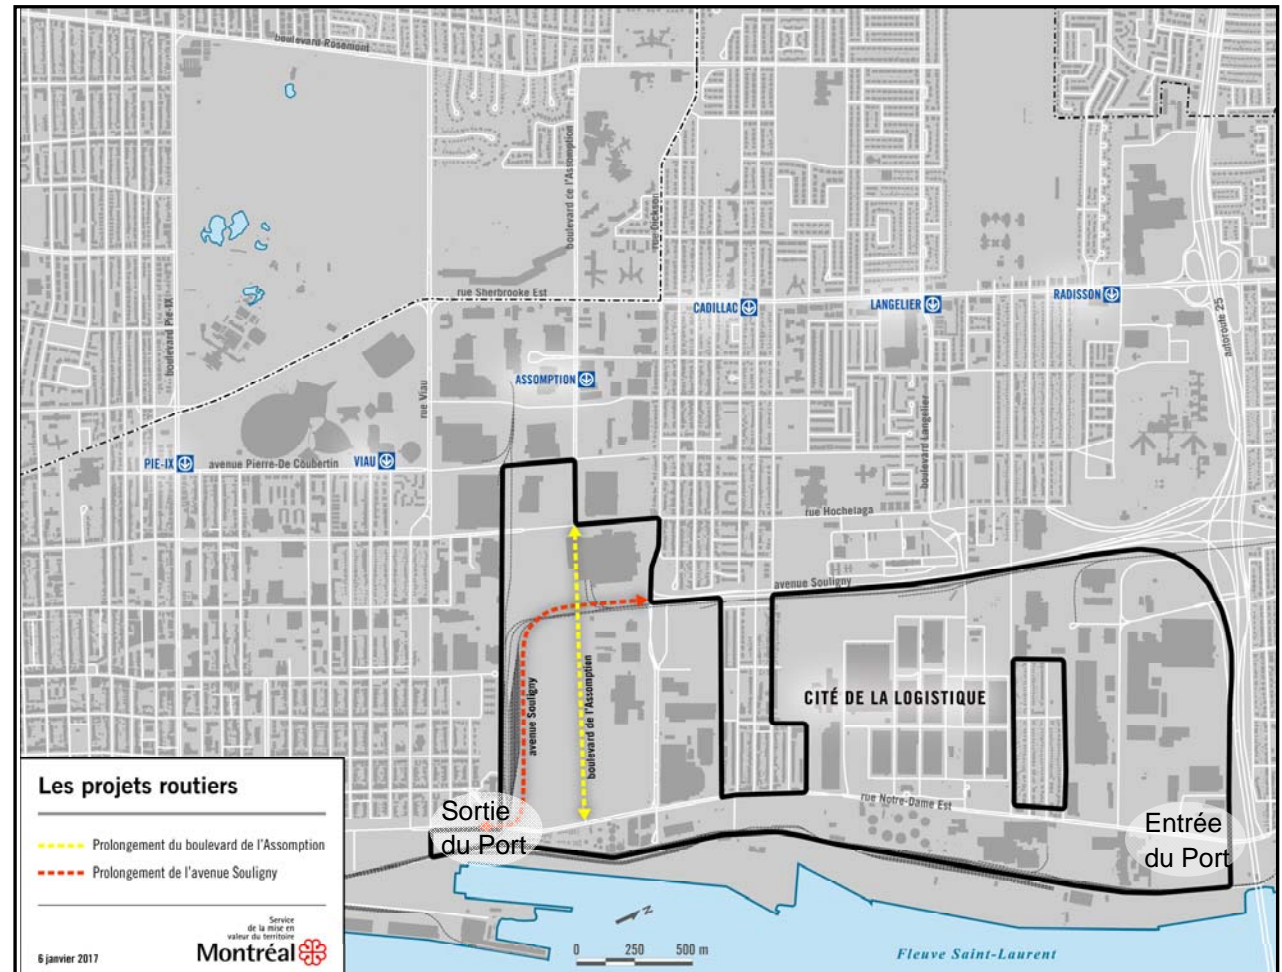 boulevard Rosemont
boulevard de l'Assomption
rue Dickson
boulevard Pie-IX
rue Sherbrooke Est
CADILLAC
LANGELIER
RADISSON
autoroute 25
rue Viau
ASSOMPTION
boulevard Langelier
PIE-IX
avenue Pierre-De Coubertin
VIAU
rue Hochelaga
avenue Souligny
avenue Souligny
boulevard de l'Assomption
CITÉ DE LA LOGISTIQUE
rue Notre-Dame Est
Sortie
du Port
Entrée
du Port
Les projets routiers
Prolongement du boulevard de l'Assomption
Prolongement de l'avenue Souligny
Service
de la mise en
valeur du territoire
Montréal
6 janvier 2017
N
0 250 500 m
Fleuve Saint-Laurent